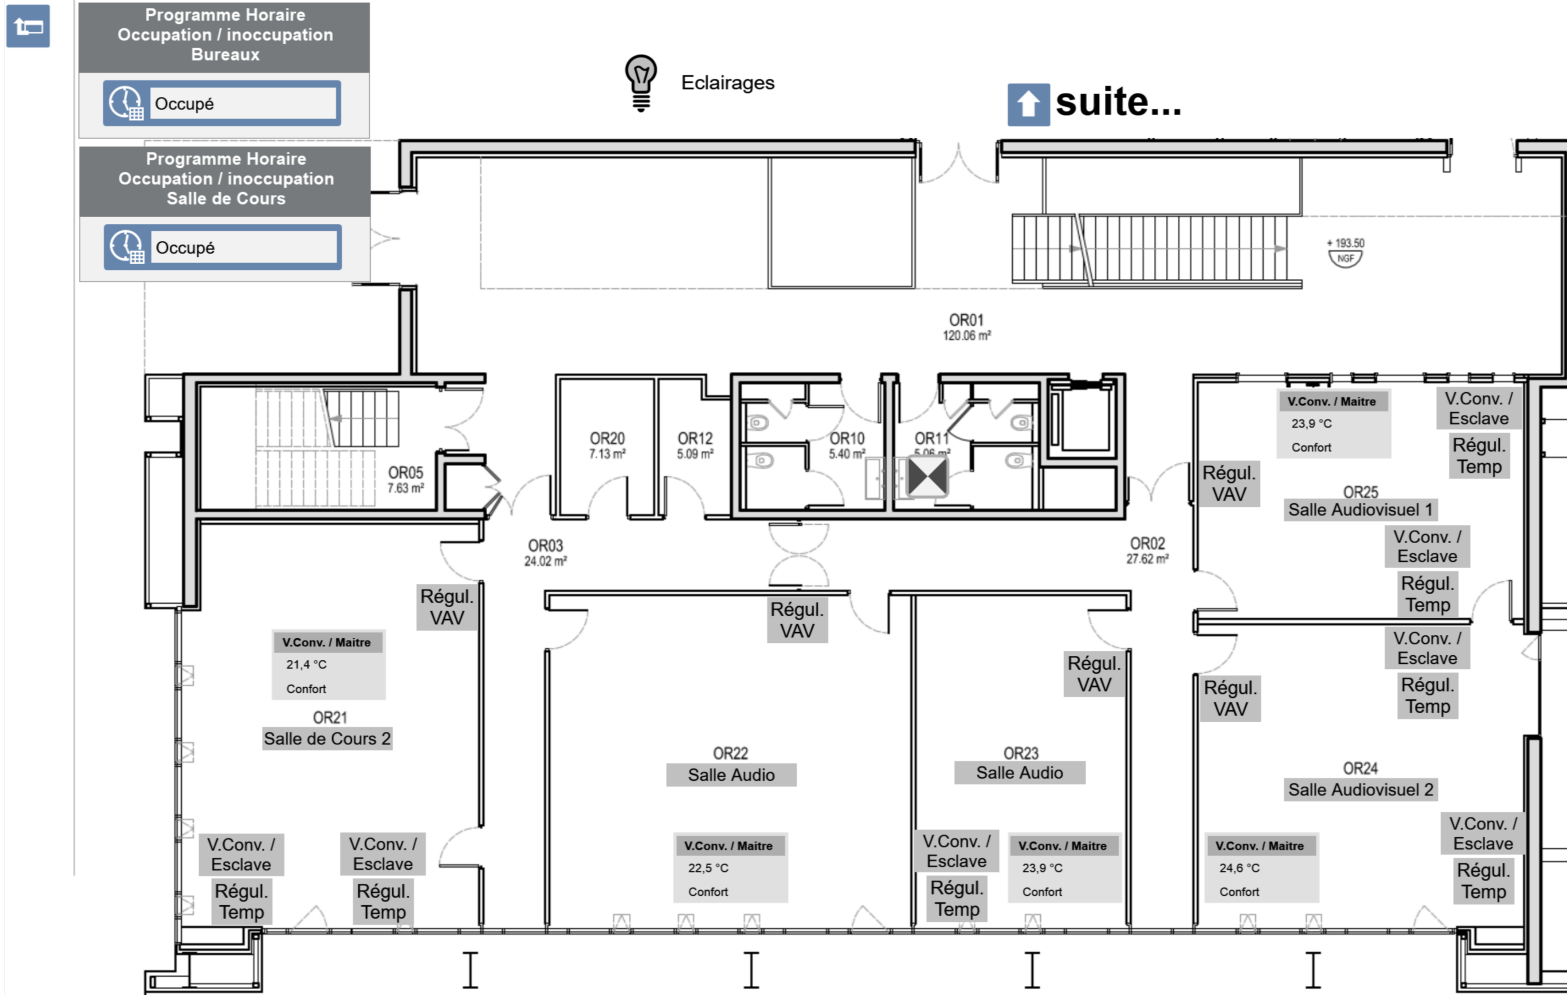 Programme Horaire
Occupation / inoccupation
Bureaux
Occupé
Programme Horaire
Occupation / inoccupation
Salle de Cours
Occupé
Eclairages
suite...
+ 193.50
NGF
OR01
120.06 m²
OR05
7.63 m²
OR20
7.13 m²
OR12
5.09 m²
OR10
5.40 m²
OR11
5.06 m²
OR03
24.02 m²
OR02
27.62 m²
V.Conv. / Maitre
23,9 °C
Confort
V.Conv. /
Esclave
Régul.
Temp
Régul.
VAV
OR25
Salle Audiovisuel 1
V.Conv. /
Esclave
Régul.
Temp
Régul.
VAV
V.Conv. / Maitre
21,4 °C
Confort
OR21
Salle de Cours 2
V.Conv. /
Esclave
Régul.
Temp
V.Conv. /
Esclave
Régul.
Temp
Régul.
VAV
OR22
Salle Audio
V.Conv. / Maitre
22,5 °C
Confort
Régul.
VAV
OR23
Salle Audio
V.Conv. /
Esclave
Régul.
Temp
V.Conv. / Maitre
23,9 °C
Confort
V.Conv. /
Esclave
Régul.
Temp
Régul.
VAV
OR24
Salle Audiovisuel 2
V.Conv. / Maitre
24,6 °C
Confort
V.Conv. /
Esclave
Régul.
Temp